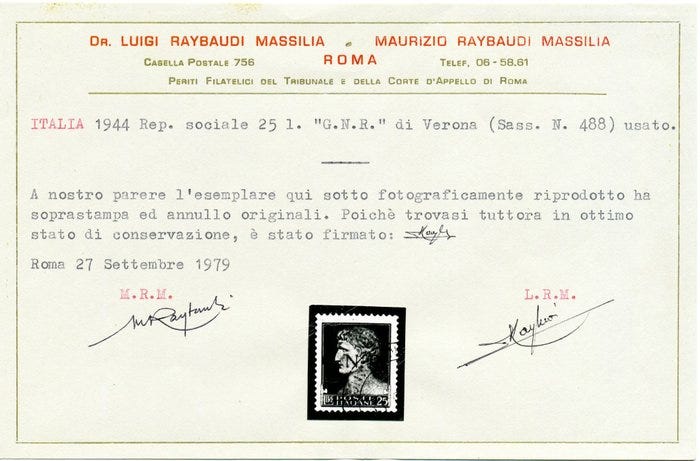 DR. LUIGI RAYBAUDI MASSILIA e MAURIZIO RAYBAUDI MASSILIA
CASELLA POSTALE 756 ROMA TELEF. 06-58.61
PERITI FILATELICI DEL TRIBUNALE E DELLA CORTE D'APPELLO DI ROMA
ITALIA 1944 Rep. sociale 25 l. "G.N.R." di Verona (Sass. N. 488) usato.
A nostro parere l'esemplare qui sotto fotograficamente riprodotto ha
soprastampa ed annullo originali. Poichè trovasi tuttora in ottimo
stato di conservazione, è stato firmato:
Roma 27 Settembre 1979
M.R.M. L.R.M.
MRaybaudi
LIRE POSTE 25
ITALIANE